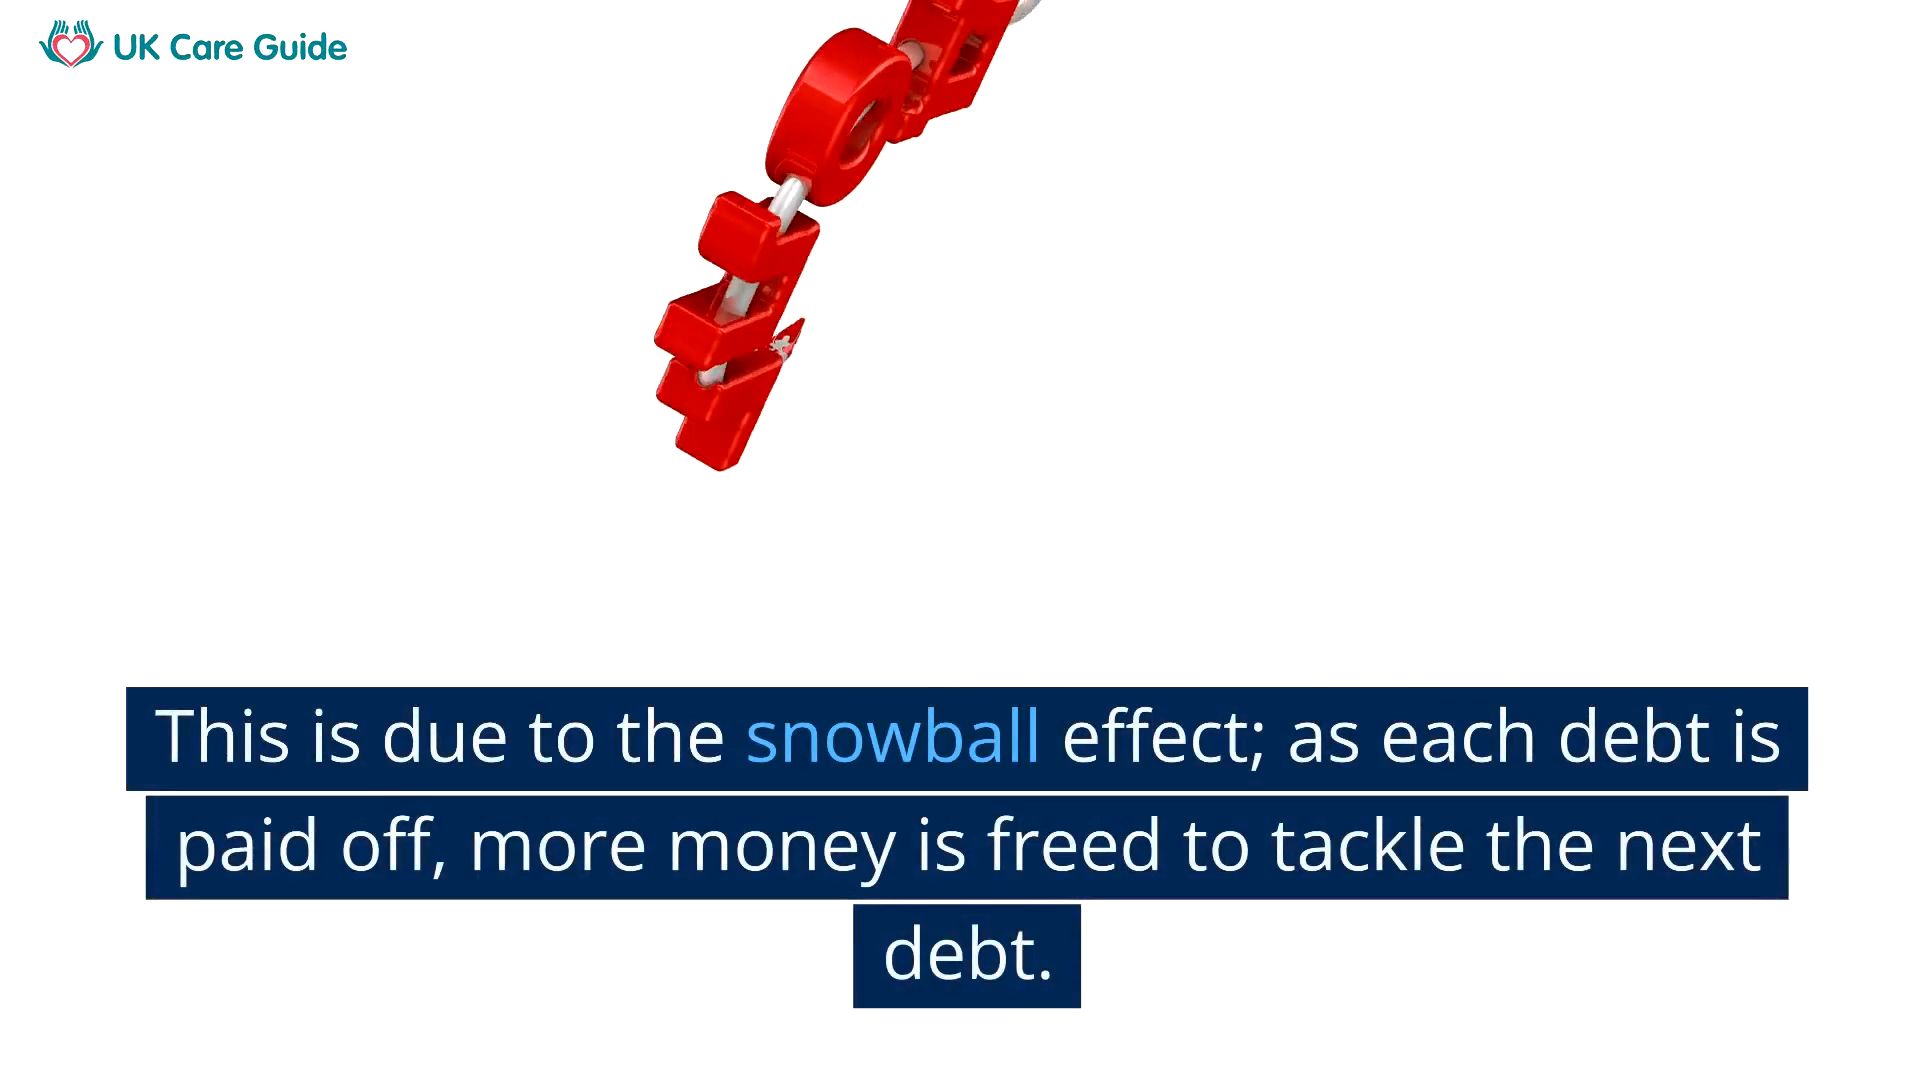 UK Care Guide
This is due to the snowball effect; as each debt is
paid off, more money is freed to tackle the next
debt.